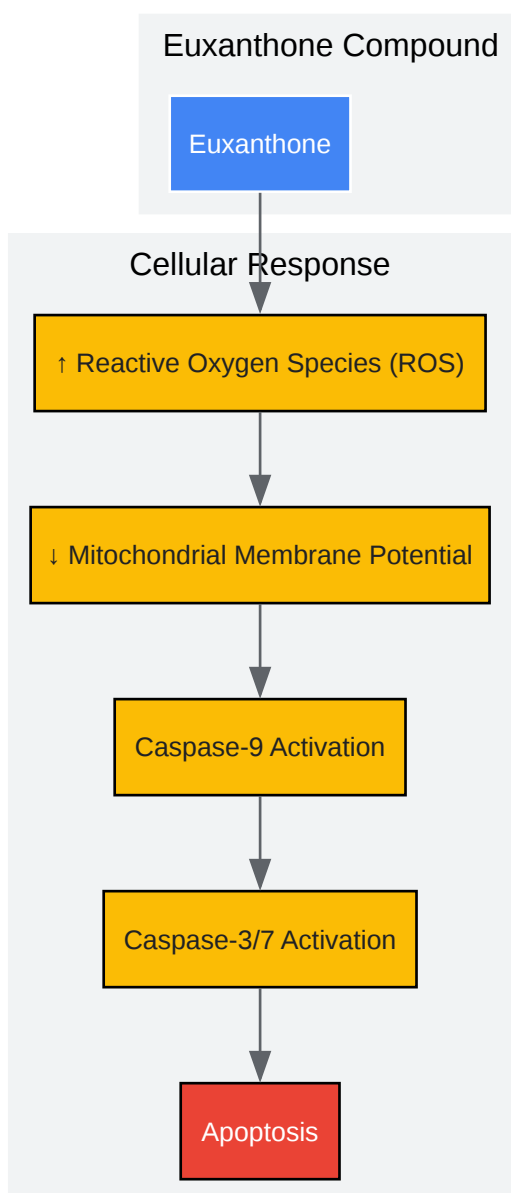 Euxanthone Compound
Euxanthone
Cellular Response
↑ Reactive Oxygen Species (ROS)
↓ Mitochondrial Membrane Potential
Caspase-9 Activation
Caspase-3/7 Activation
Apoptosis